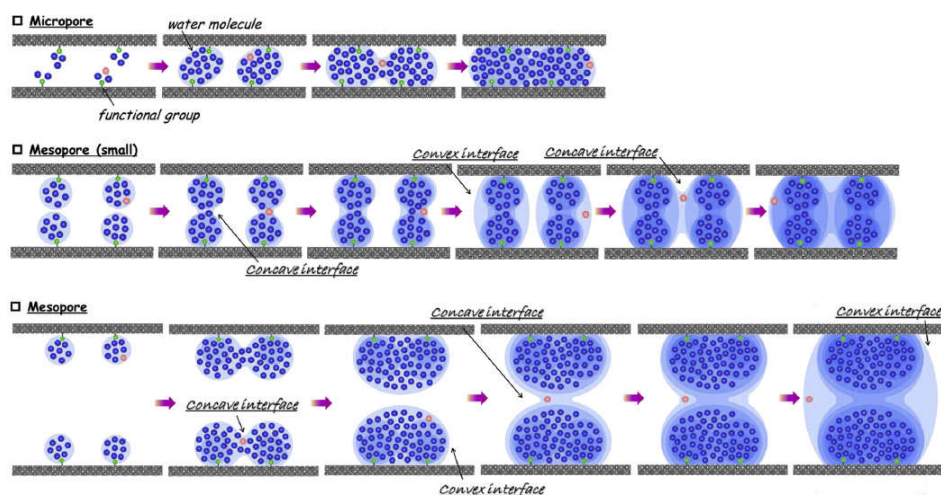 Micropore
water molecule
functional group
Mesopore (small)
Convex interface
Concave interface
Concave interface
Mesopore
Concave interface
Convex interface
Concave interface
Convex interface